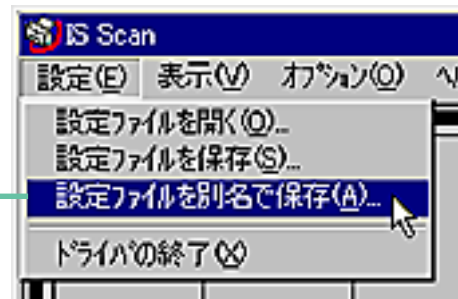 IS Scan
設定(E) 表示(V) オプション(O) ヘ
設定ファイルを開く(O)...
設定ファイルを保存(S)...
設定ファイルを別名で保存(A)...
ドライバの終了(X)